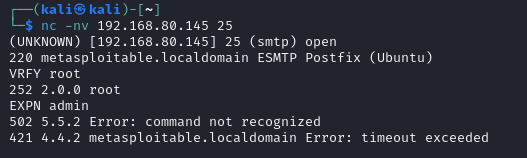 ┌──(kali㉿kali)-[~]
└─$ nc -nv 192.168.80.145 25
(UNKNOWN) [192.168.80.145] 25 (smtp) open
220 metasploitable.localdomain ESMTP Postfix (Ubuntu)
VRFY root
252 2.0.0 root
EXPN admin
502 5.5.2 Error: command not recognized
421 4.4.2 metasploitable.localdomain Error: timeout exceeded